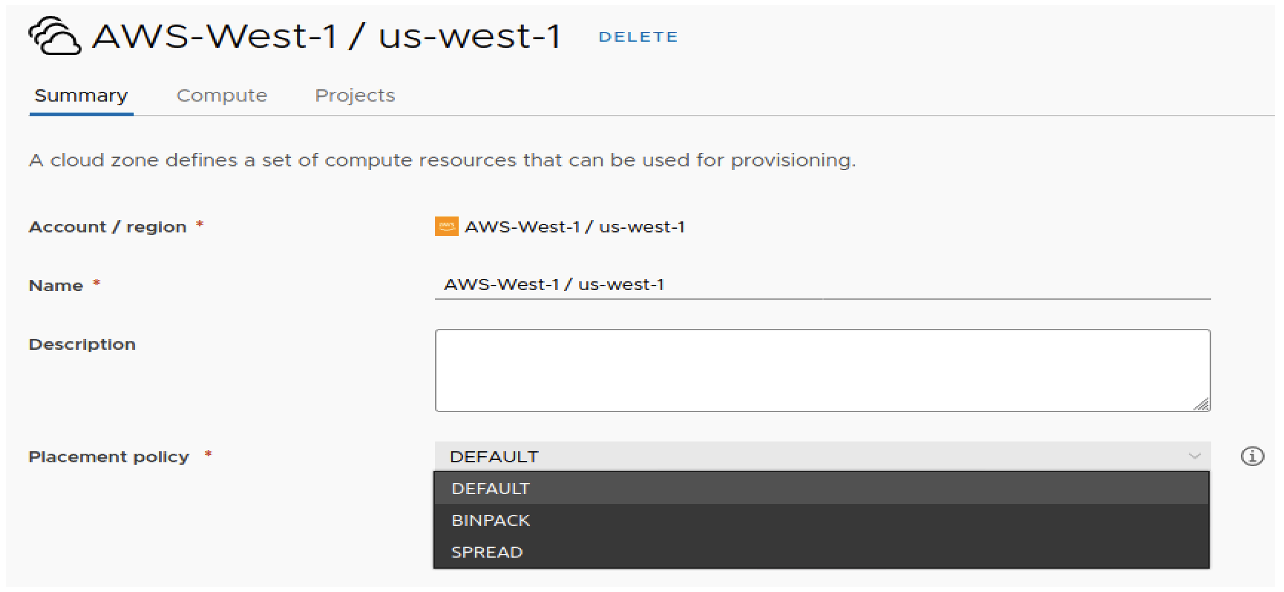 AWS-West-1 / us-west-1 DELETE
Summary Compute Projects
A cloud zone defines a set of compute resources that can be used for provisioning.
Account / region * aws AWS-West-1 / us-west-1
Name * AWS-West-1 / us-west-1
Description
Placement policy * DEFAULT
DEFAULT
BINPACK
SPREAD